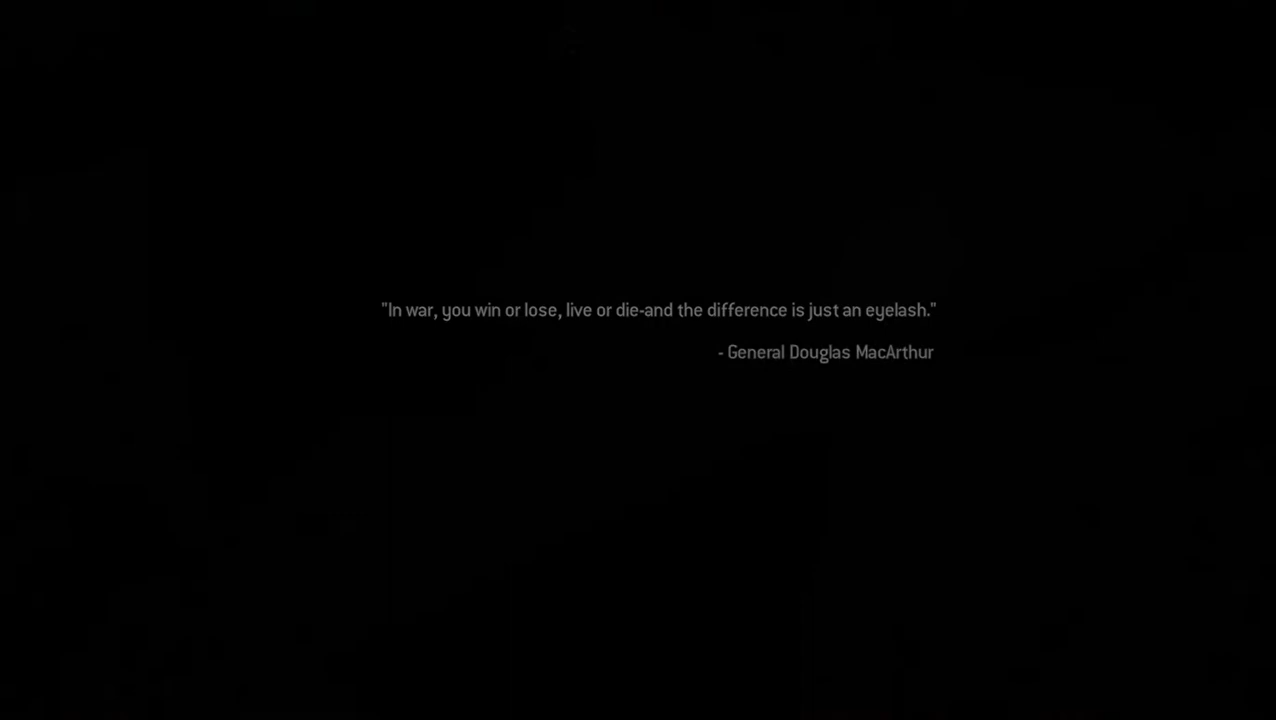 "In war, you win or lose, live or die-and the difference is just an eyelash."
- General Douglas MacArthur